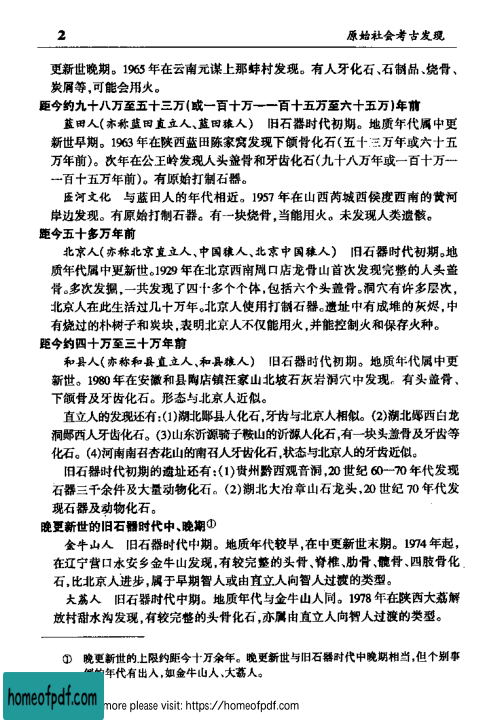 2 原始社会考古发现
更新世晚期。1965年在云南元谋上那蚌村发现。有人牙化石、石制品、烧骨、
炭屑等,可能会用火。
距今约九十八万至五十三万(或一百十万一一百十五万至六十五万)年前
蓝田人(亦称蓝田直立人、蓝田猿人) 旧石器时代初期。地质年代属中更
新世早期。1963年在陕西蓝田陈家窝发现下颌骨化石(五十三万年或六十五
万年前)。次年在公王岭发现人头盖骨和牙齿化石(九十八万年或一百十万一
一百十五万年前)。有原始打制石器。
匼河文化 与蓝田人的年代相近。1957年在山西芮城西侯度西南的黄河
岸边发现。有原始打制石器。有一块烧骨,当能用火。未发现人类遗骸。
距今五十多万年前
北京人(亦称北京直立人、中国猿人、北京中国猿人) 旧石器时代初期。地
质年代属中更新世。1929年在北京西南周口店龙骨山首次发现完整的人头盖
骨。多次发掘,一共发现了四十多个个体,包括六个头盖骨。洞穴有许多层次,
北京人在此生活过几十万年。北京人使用打制石器。遗址中有成堆的灰烬,中
有烧过的朴树子和炭块,表明北京人不仅能用火,并能控制火和保存火种。
距今约四十万至三十万年前
和县人(亦称和县直立人、和县猿人) 旧石器时代初期。地质年代属中更
新世。1980年在安徽和县陶店镇汪家山北坡石灰岩洞穴中发现。有头盖骨、
下颌骨及牙齿化石。形态与北京人近似。
直立人的发现还有:(1)湖北郧县人化石,牙齿与北京人相似。(2)湖北郧西白龙
洞郧西人牙齿化石。(3)山东沂源骑子鞍山的沂源人化石,有一块头盖骨及牙齿等
化石。(4)河南南召杏花山的南召人牙齿化石,状态与北京人的牙齿近似。
旧石器时代初期的遗址还有:(1)贵州黔西观音洞,20世纪60—70年代发现
石器三千余件及大量动物化石。(2)湖北大冶章山石龙头,20世纪70年代发
现石器及动物化石。
晚更新世的旧石器时代中、晚期①
金牛山人 旧石器时代中期。地质年代较早,在中更新世末期。1974年起,
在辽宁营口永安乡金牛山发现,有较完整的头骨、脊椎、肋骨、髋骨、四肢骨化
石,比北京人进步,属于早期智人或由直立人向智人过渡的类型。
大荔人 旧石器时代中期。地质年代与金牛山人同。1978年在陕西大荔解
放村甜水沟发现,有较完整的头骨化石,亦属由直立人向智人过渡的类型。
① 晚更新世的上限约距今十万余年。晚更新世与旧石器时代中晚期相当,但个别事
年代有出入,如金牛山人、大荔人。
homeofpdf.com
more please visit: https://homeofpdf.com